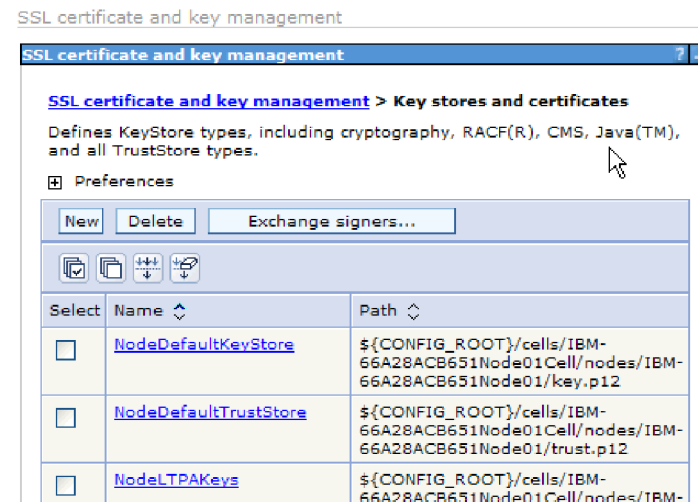 SSL certificate and key management
SSL certificate and key management ?
SSL certificate and key management > Key stores and certificates
Defines KeyStore types, including cryptography, RACF(R), CMS, Java(TM),
and all TrustStore types.
Preferences
New Delete Exchange signers...
Select Name Path
NodeDefaultKeyStore ${CONFIG_ROOT}/cells/IBM-
66A28ACB651Node01Cell/nodes/IBM-
66A28ACB651Node01/key.p12
NodeDefaultTrustStore ${CONFIG_ROOT}/cells/IBM-
66A28ACB651Node01Cell/nodes/IBM-
66A28ACB651Node01/trust.p12
NodeLTPAKeys ${CONFIG_ROOT}/cells/IBM-
66A28ACB651Node01Cell/nodes/IBM-